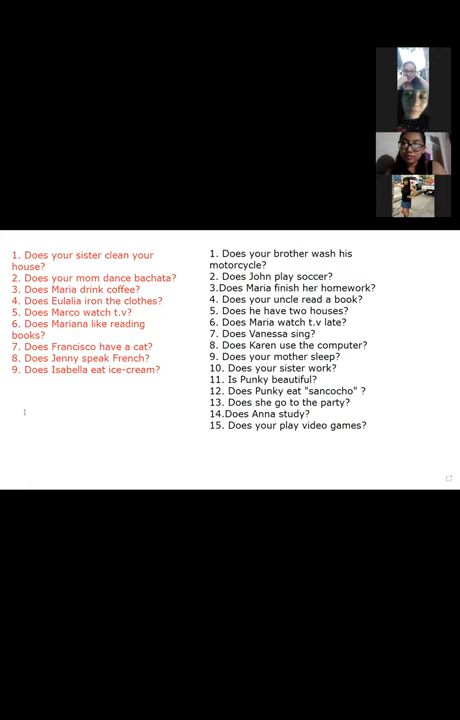 1. Does your sister clean your
house?
2. Does your mom dance bachata?
3. Does Maria drink coffee?
4. Does Eulalia iron the clothes?
5. Does Marco watch t.v?
6. Does Mariana like reading
books?
7. Does Francisco have a cat?
8. Does Jenny speak French?
9. Does Isabella eat ice-cream?
1. Does your brother wash his
motorcycle?
2. Does John play soccer?
3.Does Maria finish her homework?
4. Does your uncle read a book?
5. Does he have two houses?
6. Does Maria watch t.v late?
7. Does Vanessa sing?
8. Does Karen use the computer?
9. Does your mother sleep?
10. Does your sister work?
11. Is Punky beautiful?
12. Does Punky eat "sancocho" ?
13. Does she go to the party?
14.Does Anna study?
15. Does your play video games?